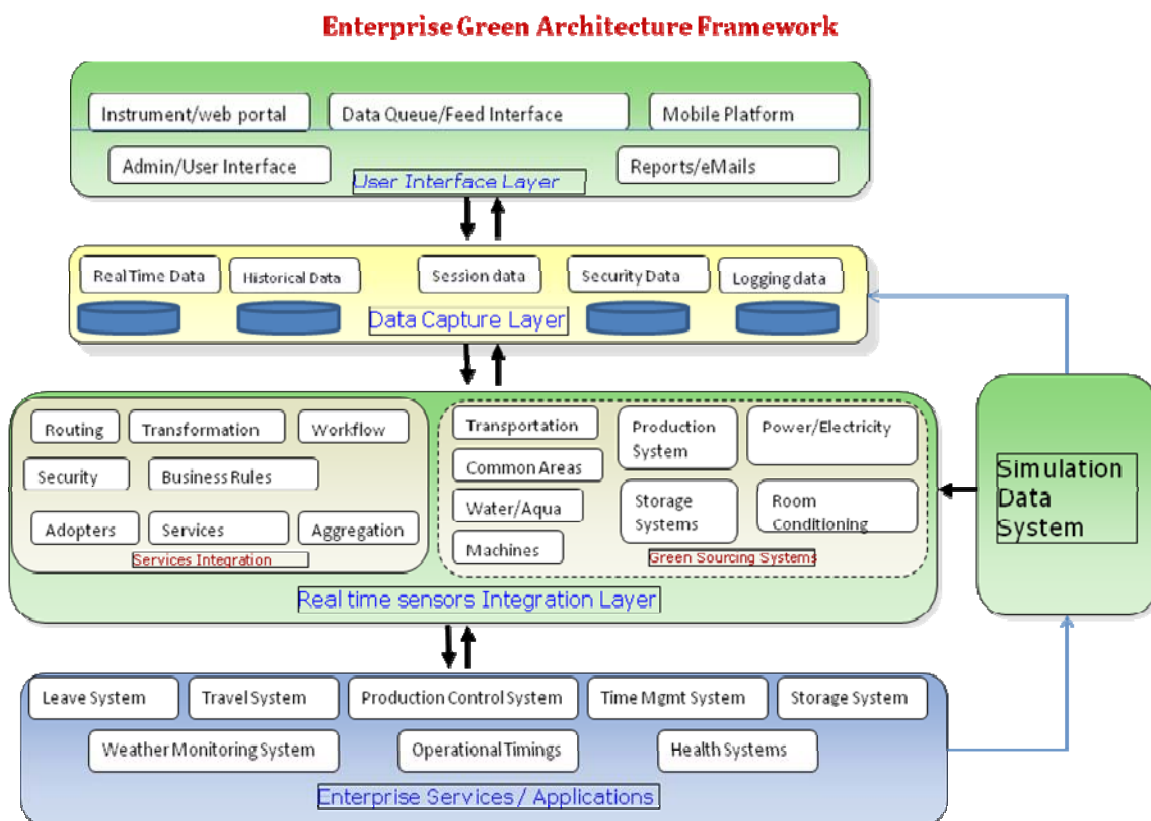 Enterprise Green Architecture Framework
Instrument/web portal
Data Queue/Feed Interface
Mobile Platform
Admin/User Interface
Reports/eMails
User Interface Layer
Real Time Data
Historical Data
Session data
Security Data
Logging data
Data Capture Layer
Routing
Transformation
Workflow
Security
Business Rules
Adopters
Services
Aggregation
Services Integration
Transportation
Common Areas
Water/Aqua
Machines
Production
System
Power/Electricity
Storage
Systems
Room
Conditioning
Green Sourcing Systems
Real time sensors Integration Layer
Simulation
Data
System
Leave System
Travel System
Production Control System
Time Mgmt System
Storage System
Weather Monitoring System
Operational Timings
Health Systems
Enterprise Services / Applications